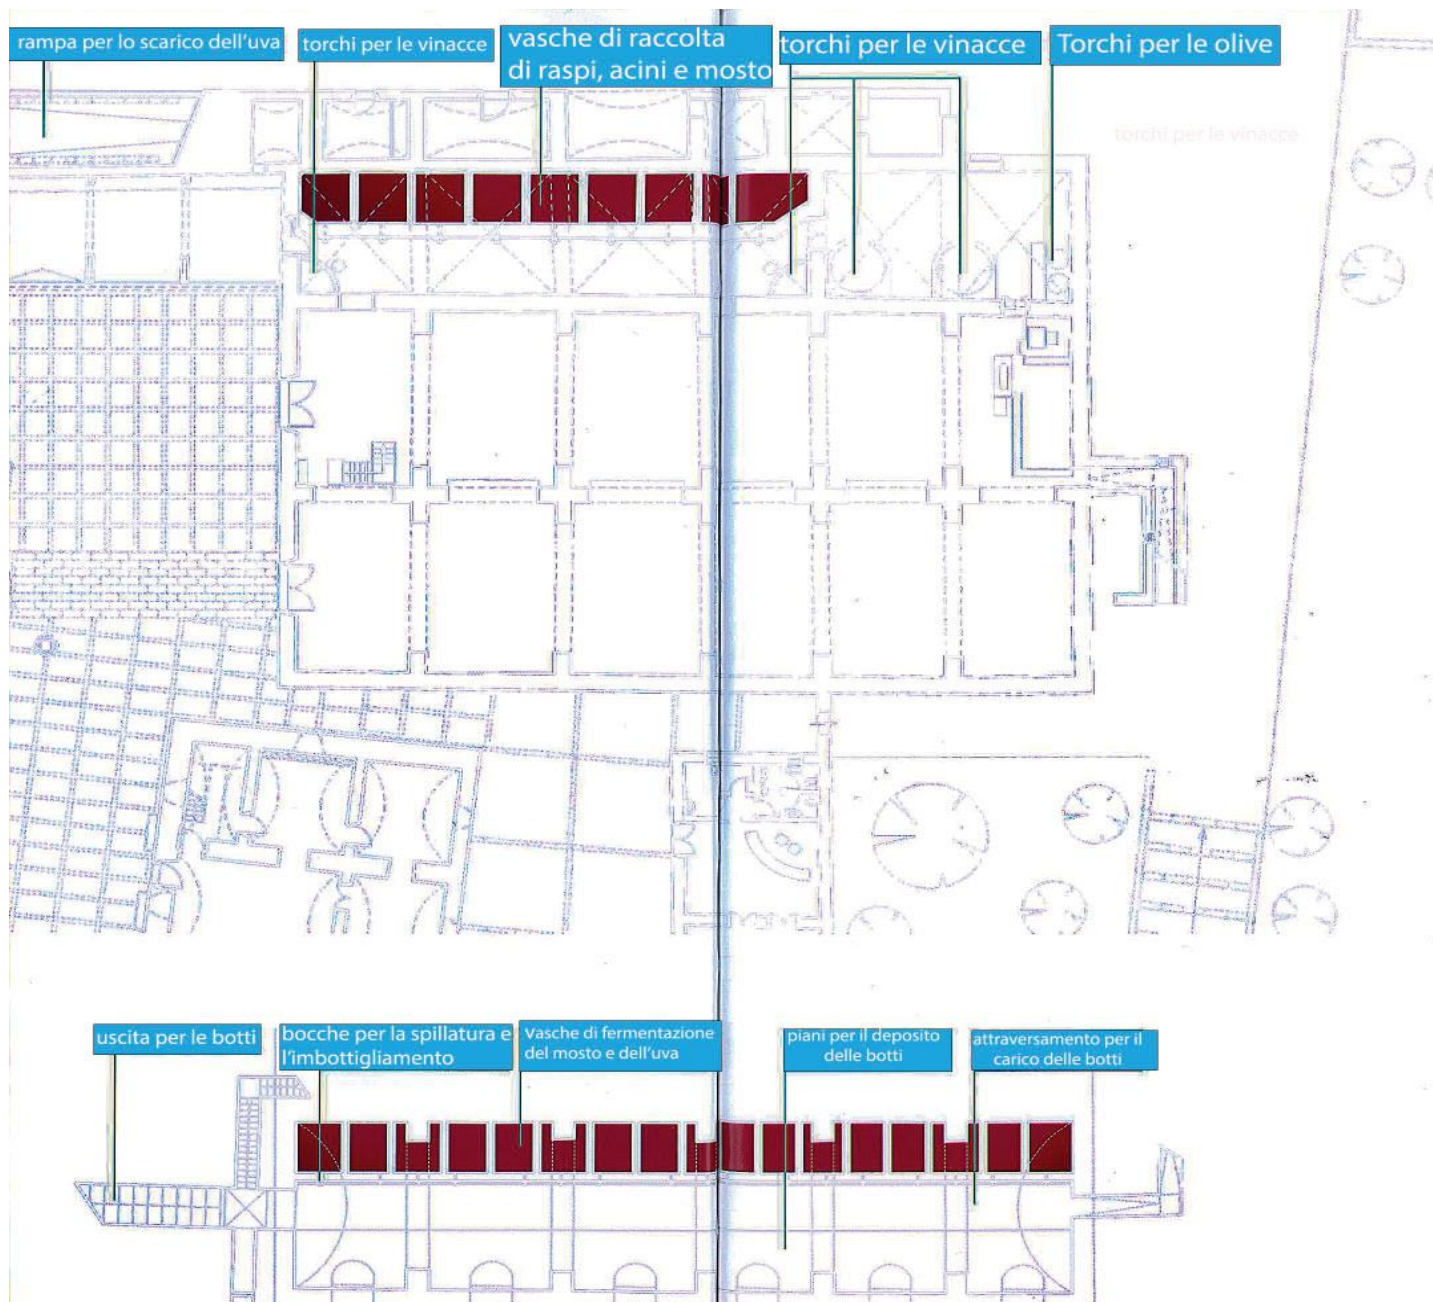 rampa per lo scarico dell'uva
torchi per le vinacce
vasche di raccolta
di raspi, acini e mosto
torchi per le vinacce
Torchi per le olive
torchi per le vinacce
uscita per le botti
bocche per la spillatura e
l'imbottigliamento
Vasche di fermentazione
del mosto e dell'uva
piani per il deposito
delle botti
attraversamento per il
carico delle botti